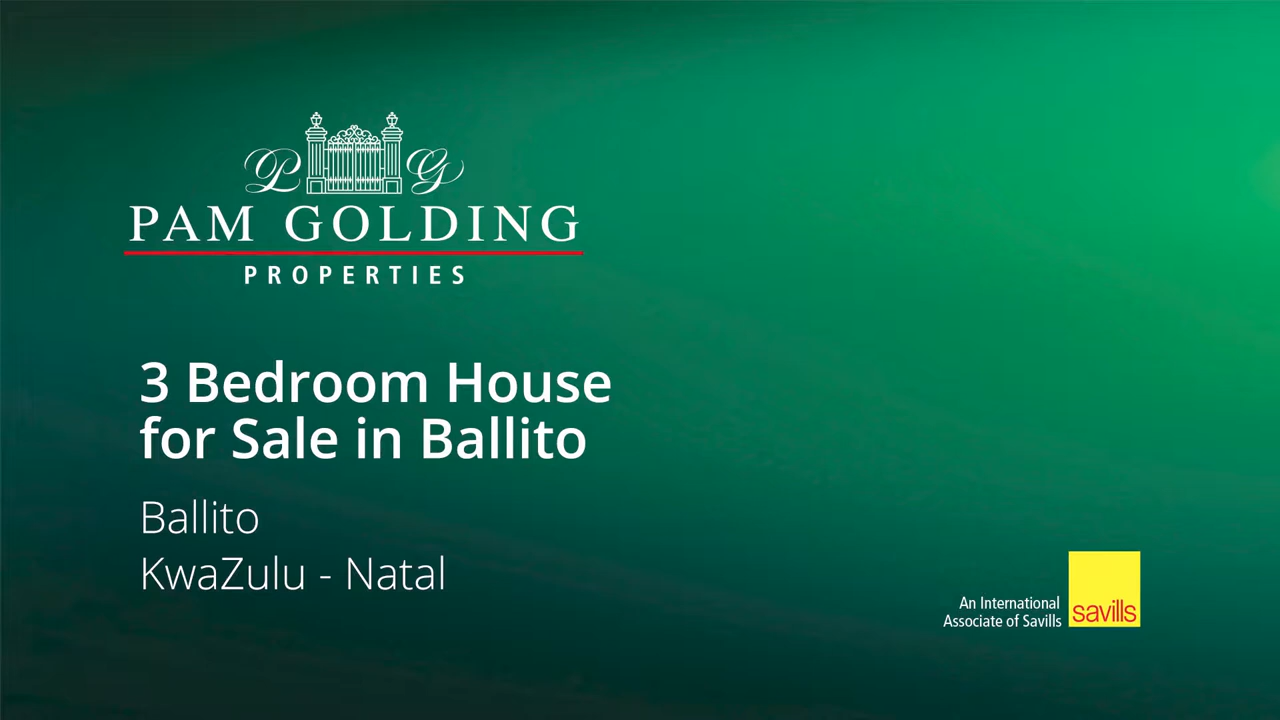 P G
PAM GOLDING
PROPERTIES
3 Bedroom House
for Sale in Ballito
Ballito
KwaZulu - Natal
An International
Associate of Savills
savills